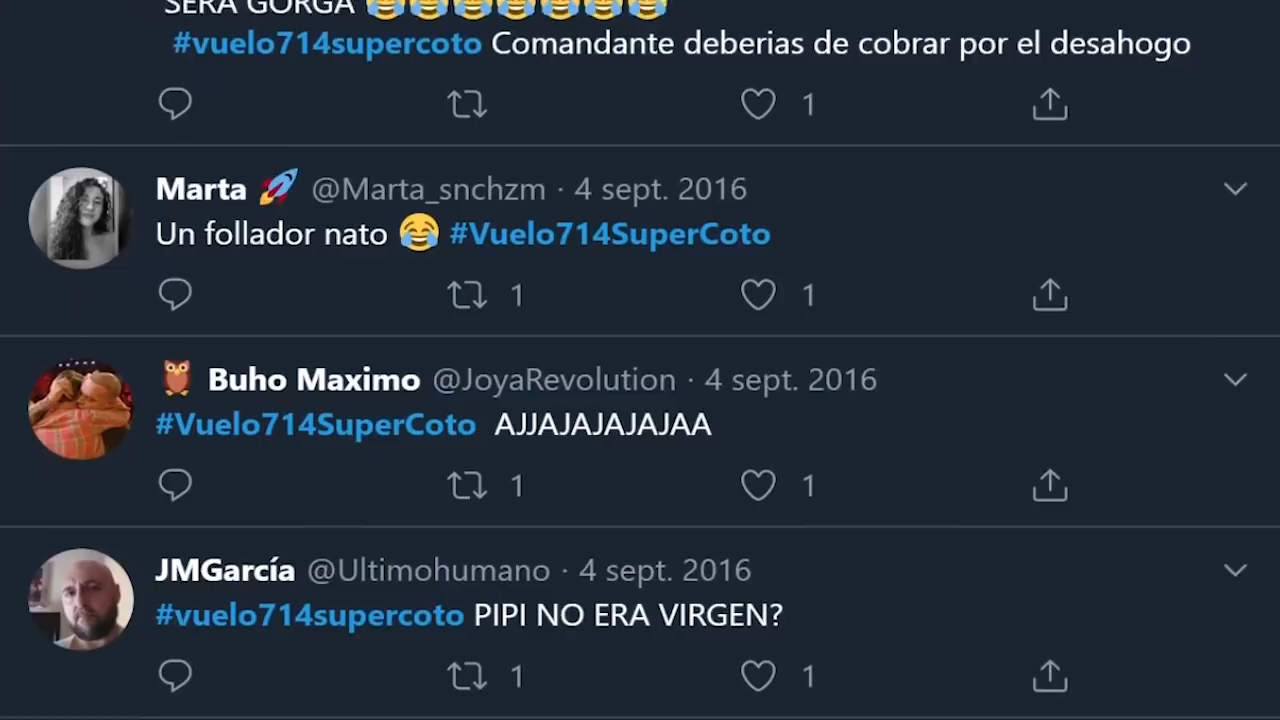 SERA GORGA 😂😂😂😂😂😂😂
#vuelo714supercoto Comandante deberias de cobrar por el desahogo
1
Marta 🚀 @Marta_snchzm · 4 sept. 2016
Un follador nato 😂 #Vuelo714SuperCoto
1 1
🦉 Buho Maximo @JoyaRevolution · 4 sept. 2016
#Vuelo714SuperCoto AJJAJAJAJAJAA
1 1
JMGarcía @Ultimohumano · 4 sept. 2016
#vuelo714supercoto PIPI NO ERA VIRGEN?
1 1